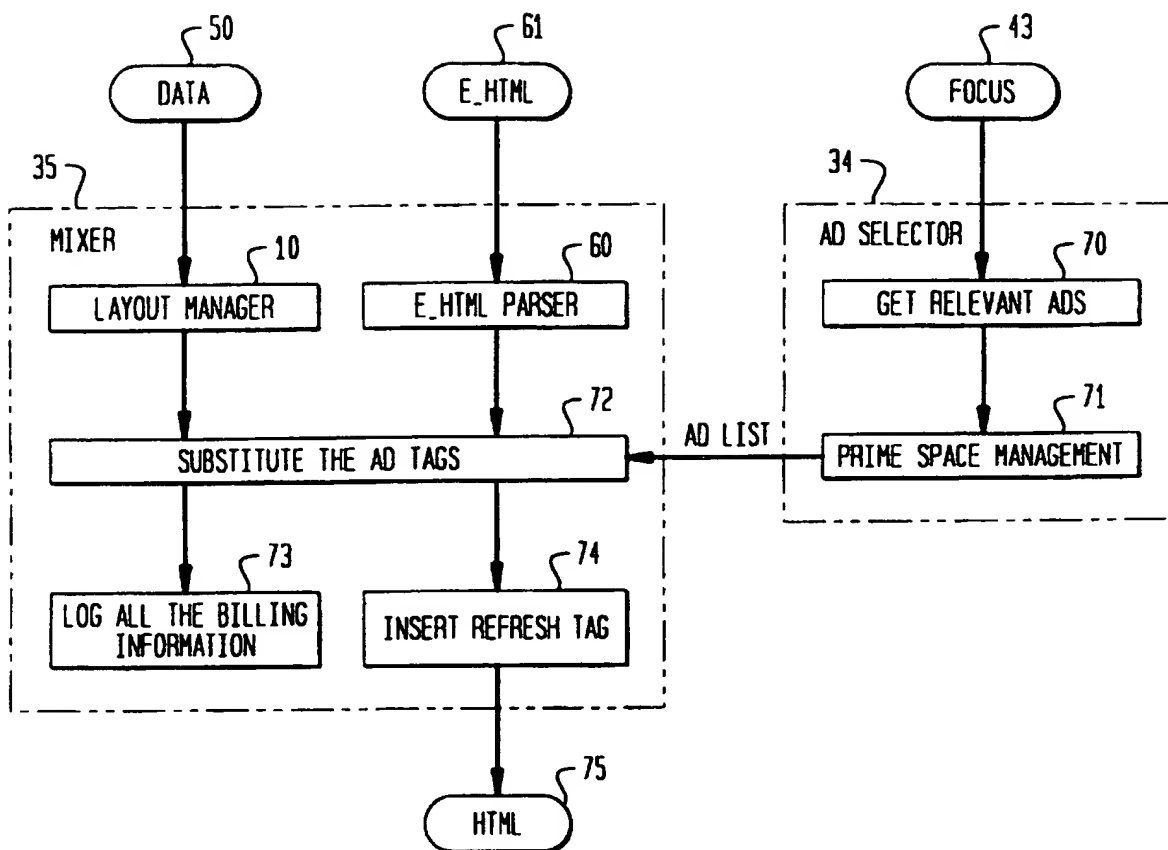 50
61
43
DATA
E_HTML
FOCUS
35
34
MIXER
AD SELECTOR
10
60
70
LAYOUT MANAGER
E_HTML PARSER
GET RELEVANT ADS
72
71
AD LIST
SUBSTITUTE THE AD TAGS
PRIME SPACE MANAGEMENT
73
74
LOG ALL THE BILLING
INFORMATION
INSERT REFRESH TAG
75
HTML